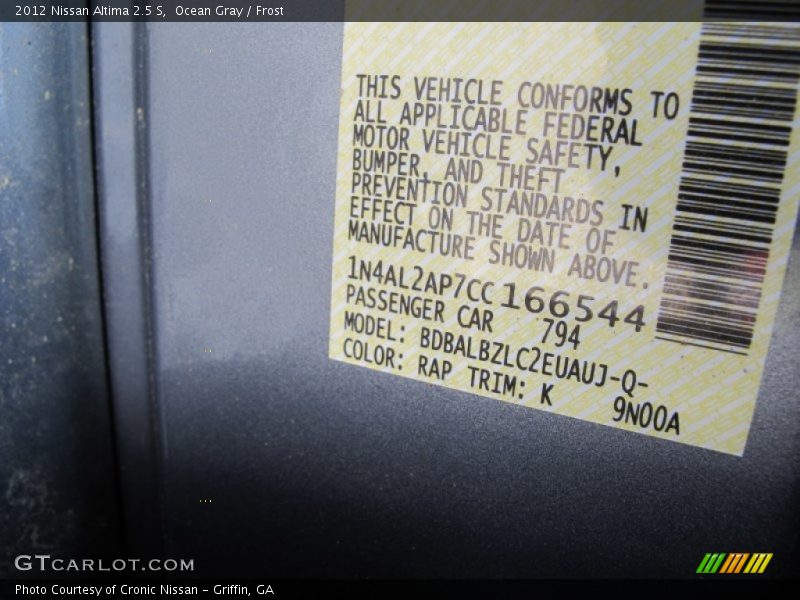 2012 Nissan Altima 2.5 S,  Ocean Gray / Frost
THIS VEHICLE CONFORMS TO
ALL APPLICABLE FEDERAL
MOTOR VEHICLE SAFETY,
BUMPER, AND THEFT
PREVENTION STANDARDS IN
EFFECT ON THE DATE OF
MANUFACTURE SHOWN ABOVE.
1N4AL2AP7CC166544
PASSENGER CAR 794
MODEL: BDBALBZLC2EUAUJ-Q-
COLOR: RAP TRIM: K 9N00A
GTCARLOT.COM
Photo Courtesy of Cronic Nissan - Griffin, GA